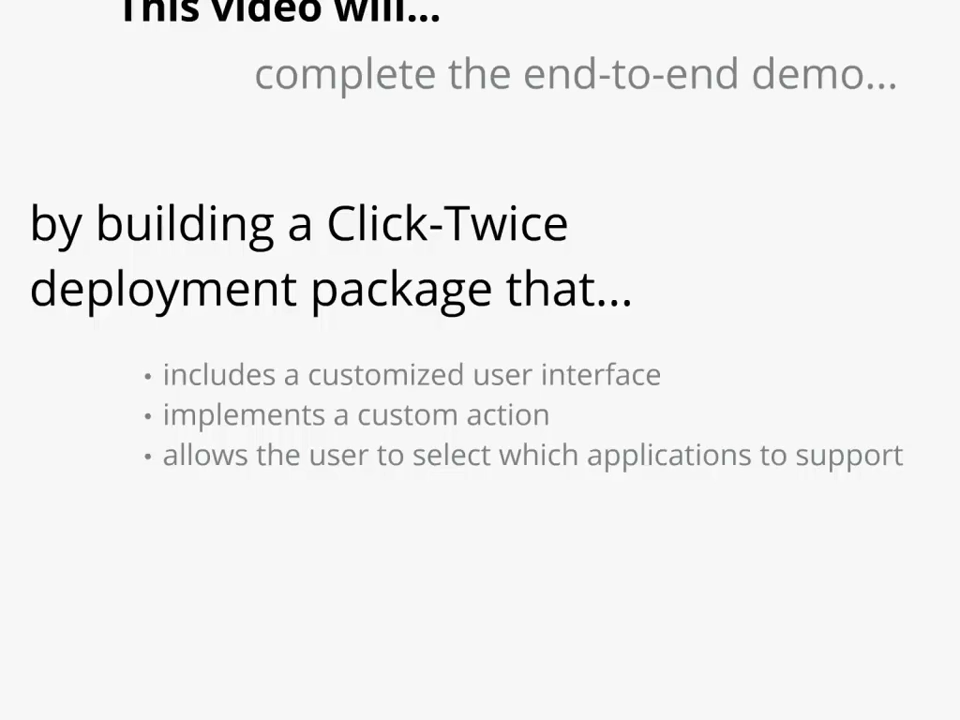 This video will...
complete the end-to-end demo...
by building a Click-Twice
deployment package that...
• includes a customized user interface
• implements a custom action
• allows the user to select which applications to support